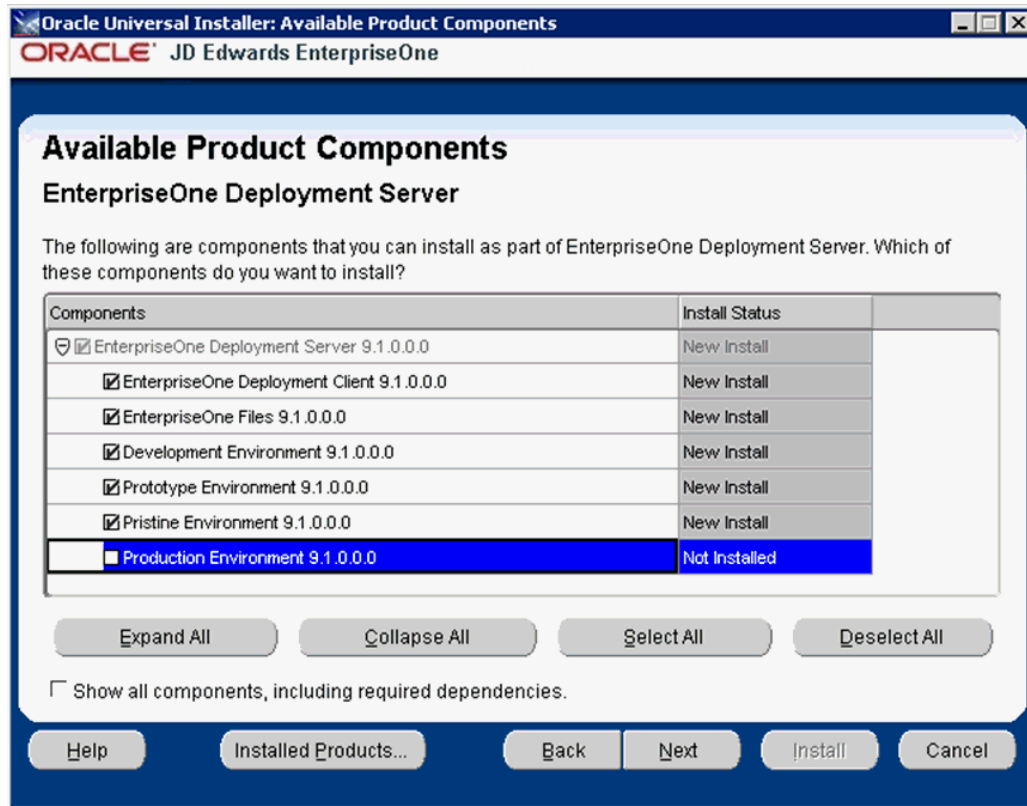 Oracle Universal Installer: Available Product Components
ORACLE JD Edwards EnterpriseOne
Available Product Components
EnterpriseOne Deployment Server
The following are components that you can install as part of EnterpriseOne Deployment Server. Which of
these components do you want to install?
Components Install Status
EnterpriseOne Deployment Server 9.1.0.0.0 New Install
EnterpriseOne Deployment Client 9.1.0.0.0 New Install
EnterpriseOne Files 9.1.0.0.0 New Install
Development Environment 9.1.0.0.0 New Install
Prototype Environment 9.1.0.0.0 New Install
Pristine Environment 9.1.0.0.0 New Install
Production Environment 9.1.0.0.0 Not Installed
Expand All Collapse All Select All Deselect All
Show all components, including required dependencies.
Help Installed Products... Back Next Install Cancel